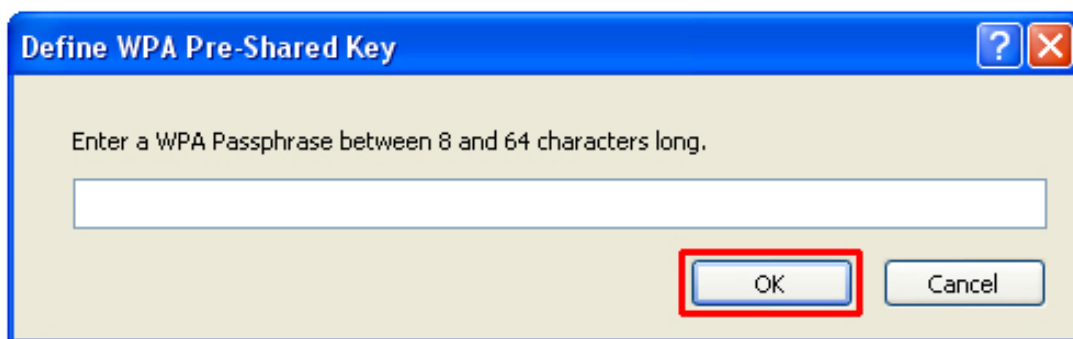 Define WPA Pre-Shared Key
?
Enter a WPA Passphrase between 8 and 64 characters long.
OK
Cancel